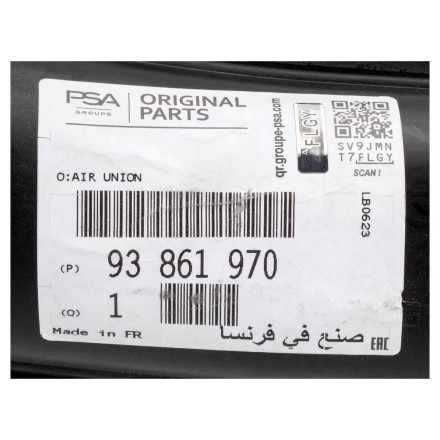 PSA
GROUPE
ORIGINAL
PARTS
qr.groupe-psa.com
FLGY
SV9JMN
T7FLGY
SCAN!
O:AIR UNION
LB0623
(P) 93 861 970
(Q) 1
Made in FR
صنع في فرنسا
EAC